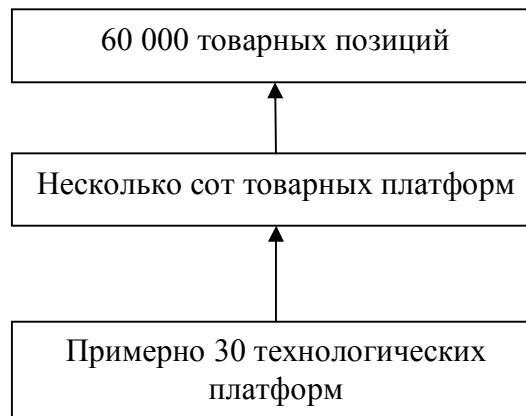 60 000 товарных позиций
Несколько сот товарных платформ
Примерно 30 технологических
платформ